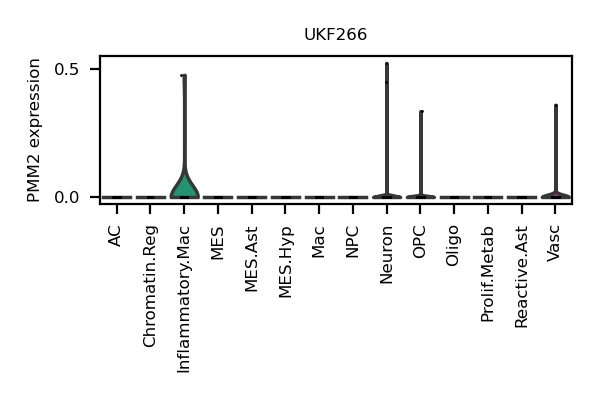 UKF266
PMM2 expression
0.5
0.0
AC
Chromatin.Reg
Inflammatory.Mac
MES
MES.Ast
MES.Hyp
Mac
NPC
Neuron
OPC
Oligo
Prolif.Metab
Reactive.Ast
Vasc